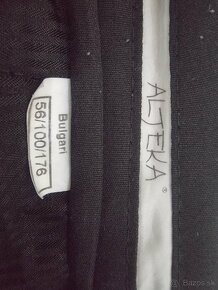 Bulgari
56/100/176
ALTEKA
®
Bazos.sk